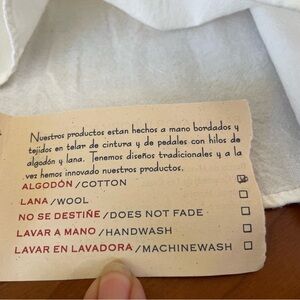 Nuestros productos estan hechos a mano bordados y
tejidos en telar de cintura y de pedales con hilos de
algodón y lana. Tenemos diseños tradicionales y a la
vez hemos innovado nuestros productos.
ALGODÓN /COTTON
LANA /WOOL
NO SE DESTIÑE /DOES NOT FADE
LAVAR A MANO /HANDWASH
LAVAR EN LAVADORA /MACHINEWASH